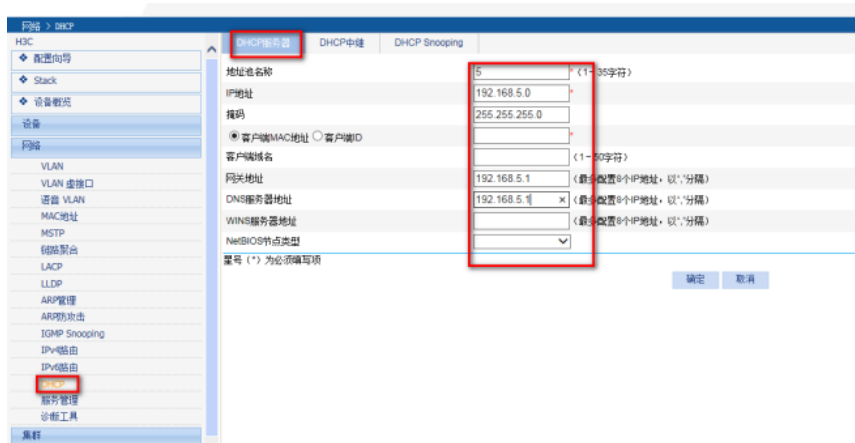 网络 > DHCP
H3C
配置向导
Stack
设备概览
设备
网络
VLAN
VLAN 虚接口
语音 VLAN
MAC地址
MSTP
链路聚合
LACP
LLDP
ARP管理
ARP防攻击
IGMP Snooping
IPv4路由
IPv6路由
DHCP
服务管理
诊断工具
集群
DHCP服务器 DHCP中继 DHCP Snooping
地址池名称 5 * (1- 35字符)
IP地址 192.168.5.0 *
掩码 255.255.255.0
客户端MAC地址 客户端ID *
客户端域名 (1- 50字符)
网关地址 192.168.5.1 (最多配置8个IP地址，以','分隔)
DNS服务器地址 192.168.5.1 × (最多配置8个IP地址，以','分隔)
WINS服务器地址 (最多配置8个IP地址，以','分隔)
NetBIOS节点类型
星号 (*) 为必须填写项
确定 取消